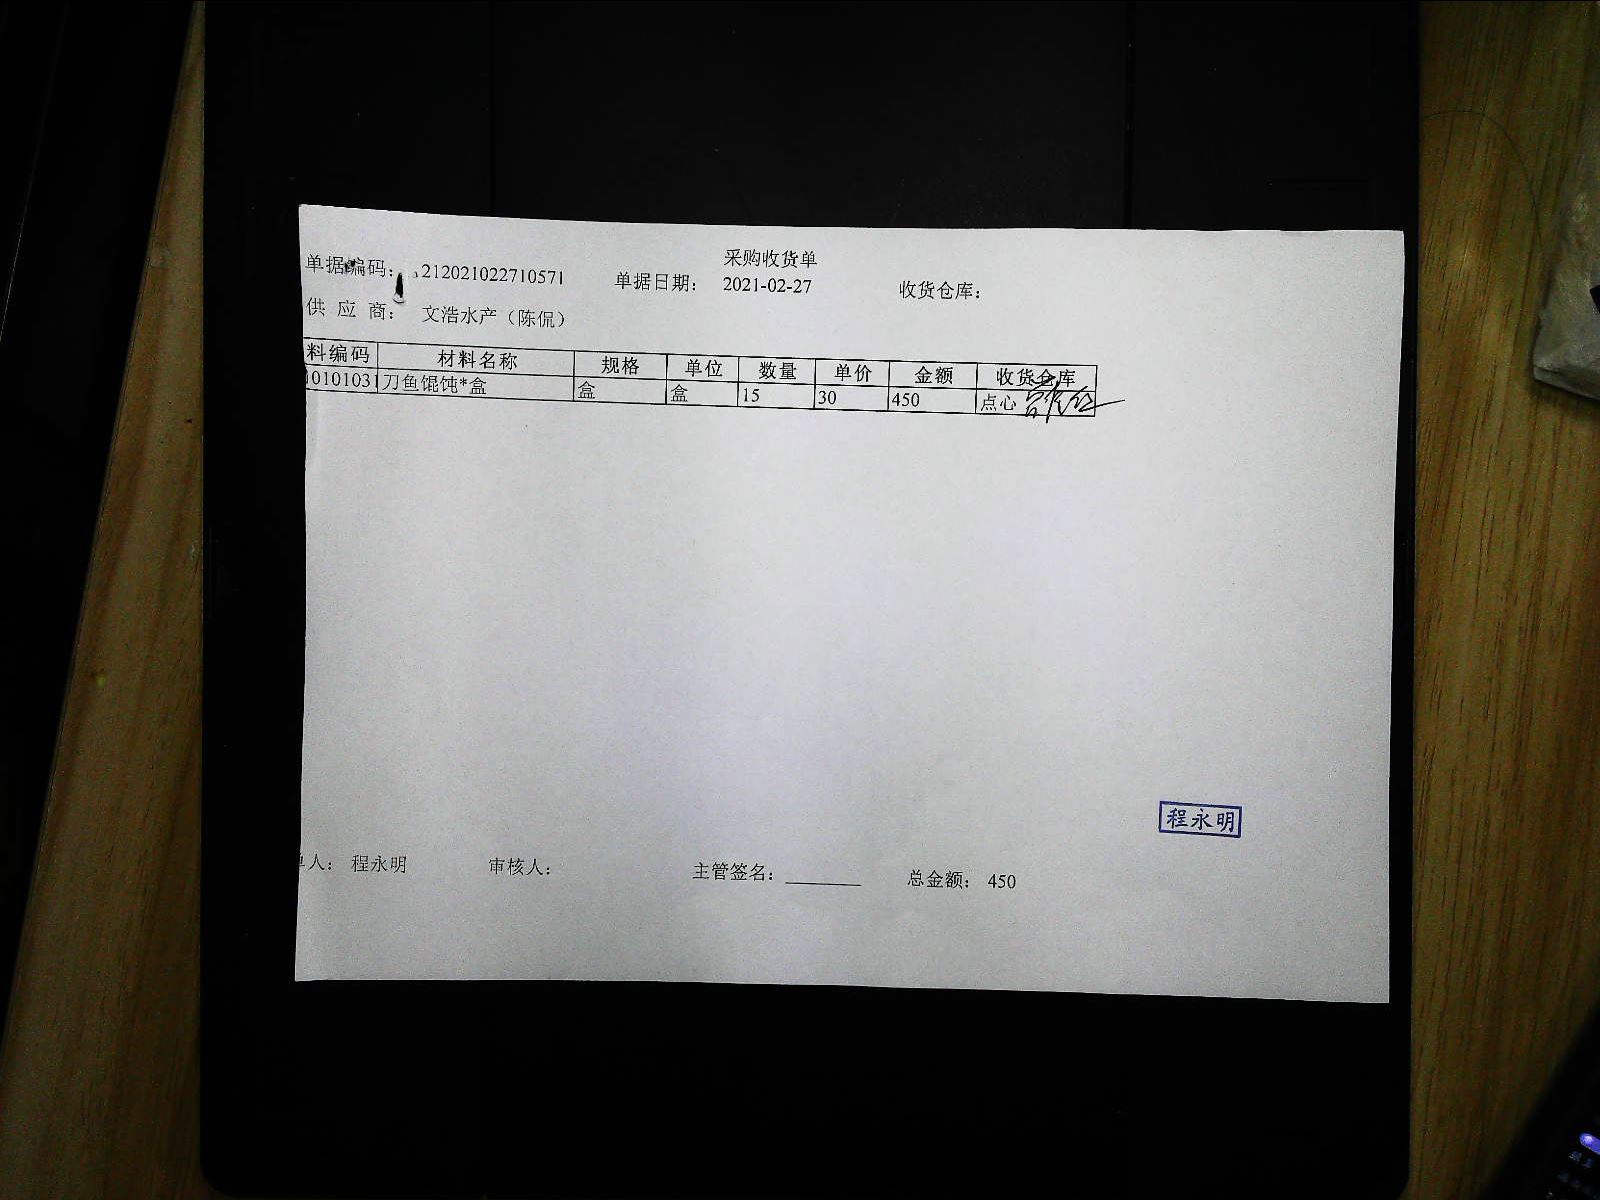 采购收货单
单据编码: 212021022710571 单据日期: 2021-02-27 收货仓库:
供 应 商: 文浩水产（陈侃）
料编码 材料名称 规格 单位 数量 单价 金额 收货仓库
10101031 刀鱼馄饨*盒 盒 盒 15 30 450 点心
程永明
单人: 程永明 审核人: 主管签名: ________ 总金额: 450